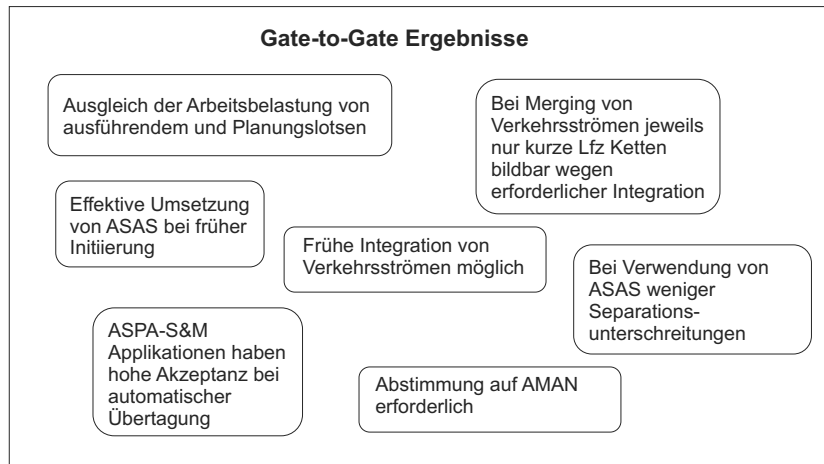 Gate-to-Gate Ergebnisse
Ausgleich der Arbeitsbelastung von
ausführendem und Planungslotsen
Bei Merging von
Verkehrsströmen jeweils
nur kurze Lfz Ketten
bildbar wegen
erforderlicher Integration
Effektive Umsetzung
von ASAS bei früher
Initiierung
Frühe Integration von
Verkehrsströmen möglich
Bei Verwendung von
ASAS weniger
Separations-
unterschreitungen
ASPA-S&M
Applikationen haben
hohe Akzeptanz bei
automatischer
Übertagung
Abstimmung auf AMAN
erforderlich